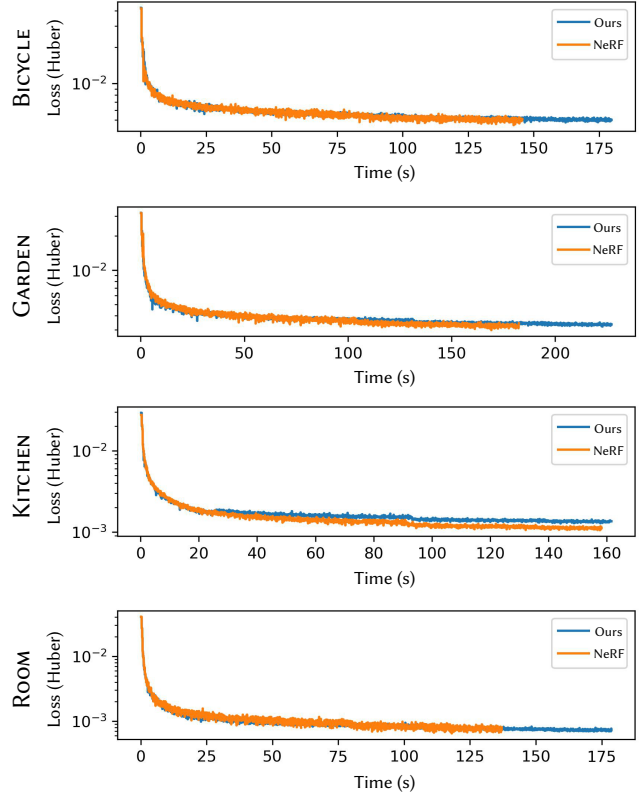 BICYCLE
Loss (Huber)
10⁻²
Ours
NeRF
0 25 50 75 100 125 150 175
Time (s)
GARDEN
Loss (Huber)
10⁻²
Ours
NeRF
0 50 100 150 200
Time (s)
KITCHEN
Loss (Huber)
10⁻²
10⁻³
Ours
NeRF
0 20 40 60 80 100 120 140 160
Time (s)
ROOM
Loss (Huber)
10⁻²
10⁻³
Ours
NeRF
0 25 50 75 100 125 150 175
Time (s)